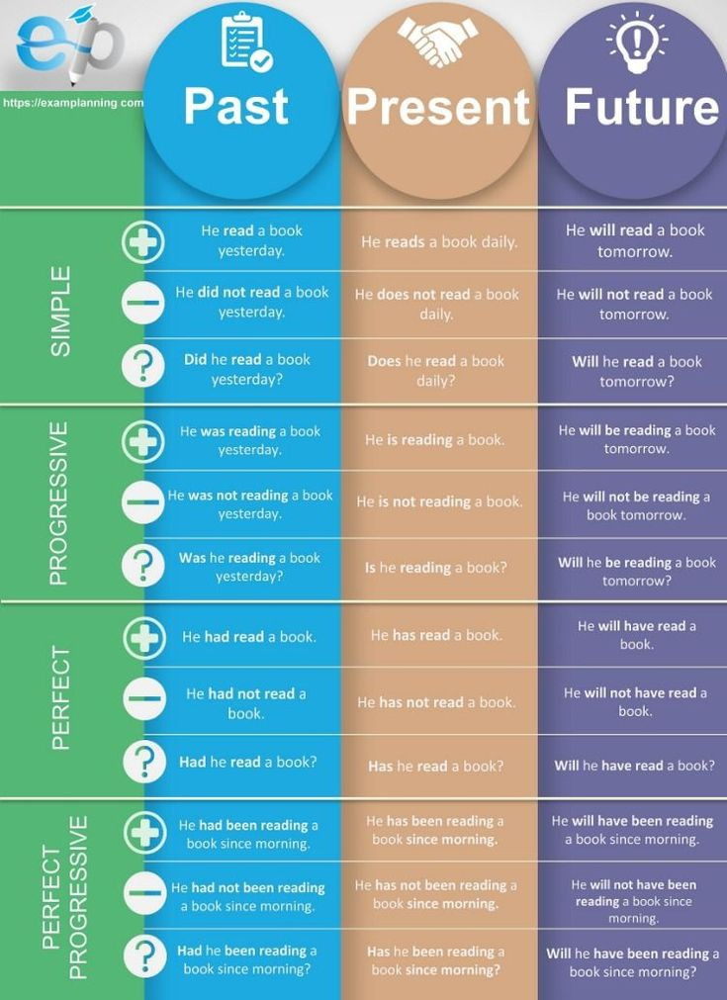 eip
https://examplanning com
Past
Present
Future
SIMPLE
He read a book
yesterday.
He reads a book daily.
He will read a book
tomorrow.
He did not read a book
yesterday.
He does not read a book
daily.
He will not read a book
tomorrow.
Did he read a book
yesterday?
Does he read a book
daily?
Will he read a book
tomorrow?
PROGRESSIVE
He was reading a book
yesterday.
He is reading a book.
He will be reading a book
tomorrow.
He was not reading a book
yesterday.
He is not reading a book.
He will not be reading a
book tomorrow.
Was he reading a book
yesterday?
Is he reading a book?
Will he be reading a book
tomorrow?
PERFECT
He had read a book.
He has read a book.
He will have read a
book.
He had not read a
book.
He has not read a book.
He will not have read a
book.
Had he read a book?
Has he read a book?
Will he have read a book?
PERFECT
PROGRESSIVE
He had been reading a
book since morning.
He has been reading a
book since morning.
He will have been reading
a book since morning.
He had not been reading
a book since morning.
He has not been reading a
book since morning.
He will not have been
reading a book since
morning.
Had he been reading a
book since morning?
Has he been reading a
book since morning?
Will he have been reading a
book since morning?